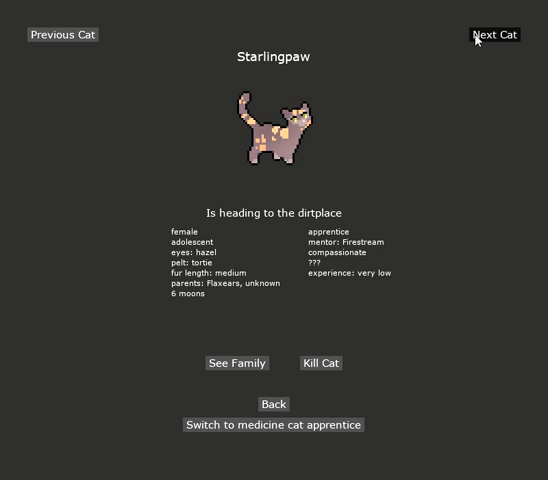 Previous Cat
Next Cat
Starlingpaw
Is heading to the dirtplace
female
adolescent
eyes: hazel
pelt: tortie
fur length: medium
parents: Flaxears, unknown
6 moons
apprentice
mentor: Firestream
compassionate
???
experience: very low
See Family
Kill Cat
Back
Switch to medicine cat apprentice